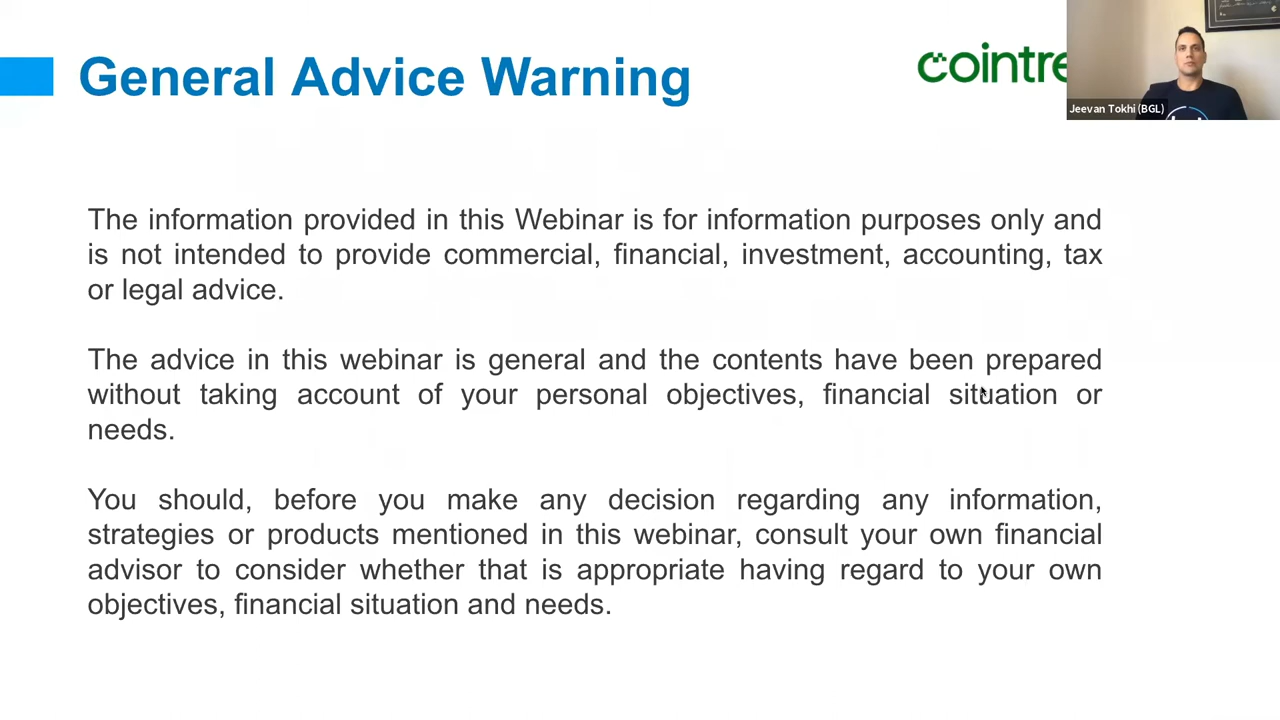 General Advice Warning
cointre
Jeevan Tokhi (BGL)
The information provided in this Webinar is for information purposes only and
is not intended to provide commercial, financial, investment, accounting, tax
or legal advice.
The advice in this webinar is general and the contents have been prepared
without taking account of your personal objectives, financial situation or
needs.
You should, before you make any decision regarding any information,
strategies or products mentioned in this webinar, consult your own financial
advisor to consider whether that is appropriate having regard to your own
objectives, financial situation and needs.